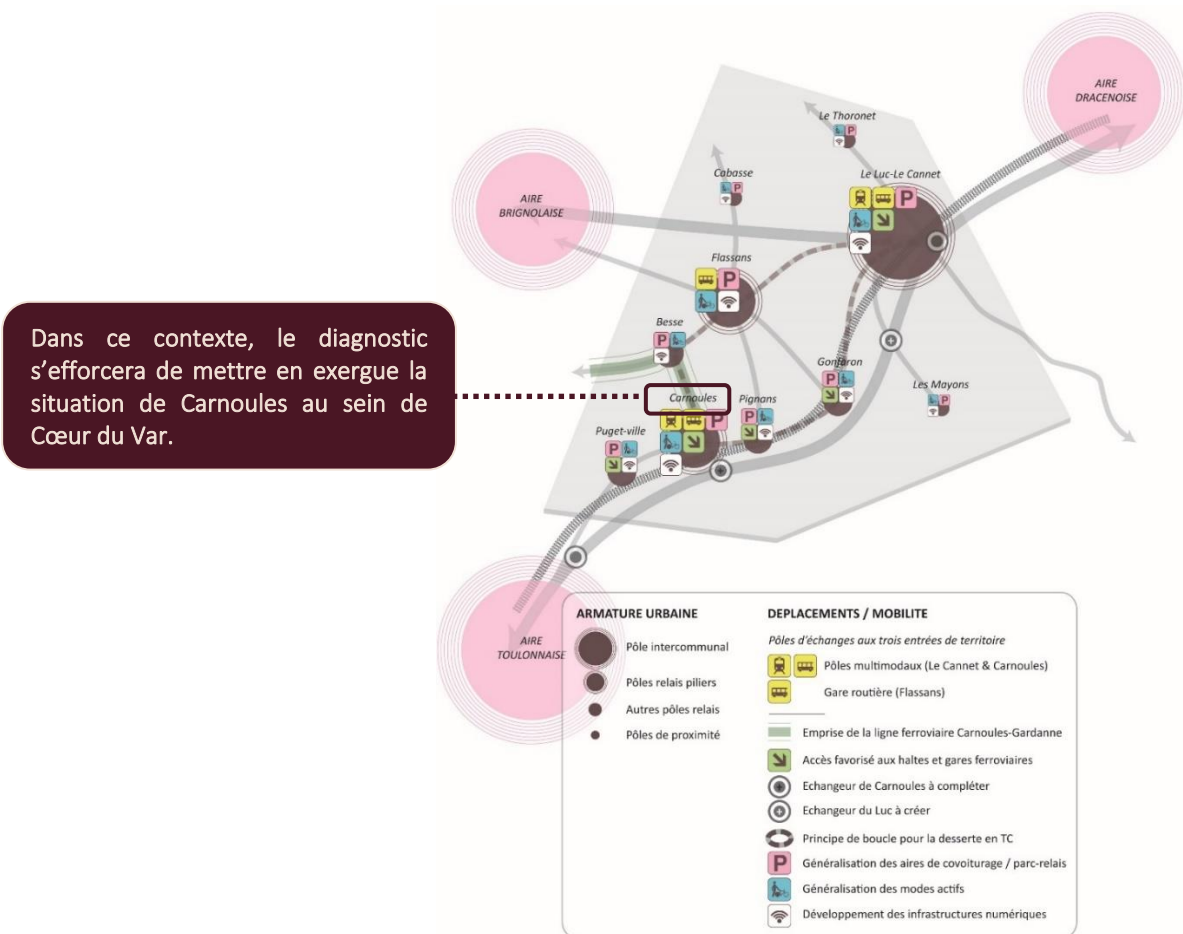 AIRE
DRACENOISE
Le Thoronet
P
Cabasse
P
Le Luc-Le Cannet
P
AIRE
BRIGNOLAISE
Flassans
P
Dans ce contexte, le diagnostic
s’efforcera de mettre en exergue la
situation de Carnoules au sein de
Cœur du Var.
Besse
P
Gonfaron
P
Les Mayons
P
Carnoules
P
Pignans
P
Puget-ville
P
AIRE
TOULONNAISE
ARMATURE URBAINE
Pôle intercommunal
Pôles relais piliers
Autres pôles relais
Pôles de proximité
DEPLACEMENTS / MOBILITE
Pôles d'échanges aux trois entrées de territoire
Pôles multimodaux (Le Cannet & Carnoules)
Gare routière (Flassans)
Emprise de la ligne ferroviaire Carnoules-Gardanne
Accès favorisé aux haltes et gares ferroviaires
Echangeur de Carnoules à compléter
Echangeur du Luc à créer
Principe de boucle pour la desserte en TC
P Généralisation des aires de covoiturage / parc-relais
Généralisation des modes actifs
Développement des infrastructures numériques